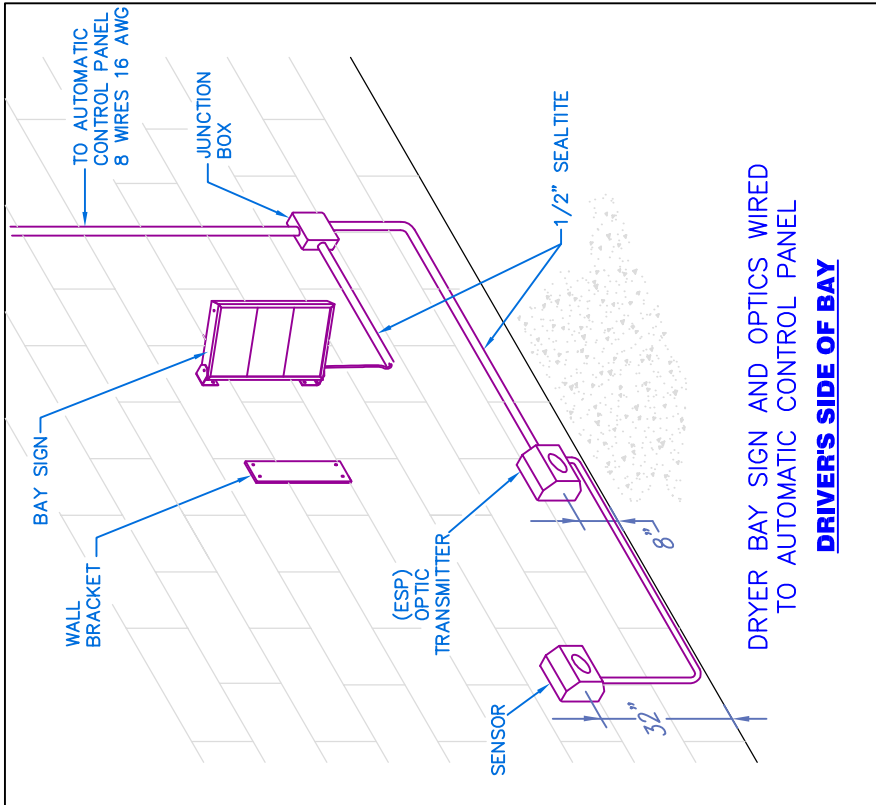 TO AUTOMATIC
CONTROL PANEL
8 WIRES 16 AWG
JUNCTION
BOX
BAY SIGN
1/2" SEALTITE
WALL
BRACKET
(ESP)
OPTIC
TRANSMITTER
SENSOR
8"
32"
DRYER BAY SIGN AND OPTICS WIRED
TO AUTOMATIC CONTROL PANEL
DRIVER'S SIDE OF BAY